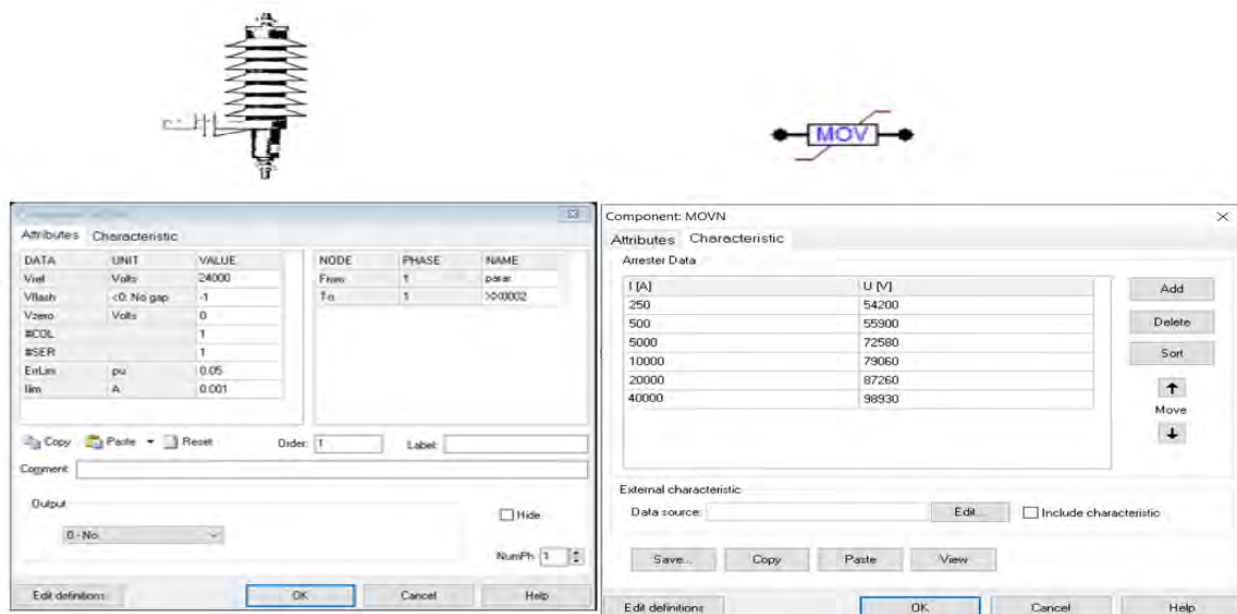 MOV
Attributes Characteristic
DATA UNIT VALUE
Vref Volts 24000
Vflash <0: No gap -1
Vzero Volts 0
#COL 1
#SER 1
ErrLim pu 0.05
Ilim A 0.001
NODE PHASE NAME
From 1 parar
To 1 XX0002
Copy Paste Reset Order: 1 Label:
Comment:
Output
0 - No
Hide
NumPh: 1
Edit definitions OK Cancel Help
Component: MOVN
Attributes Characteristic
Arrester Data
I [A] U [V]
250 54200
500 55900
5000 72580
10000 79060
20000 87260
40000 98930
Add
Delete
Sort
Move
External characteristic
Data source: Edit... Include characteristic
Save... Copy Paste View
Edit definitions OK Cancel Help